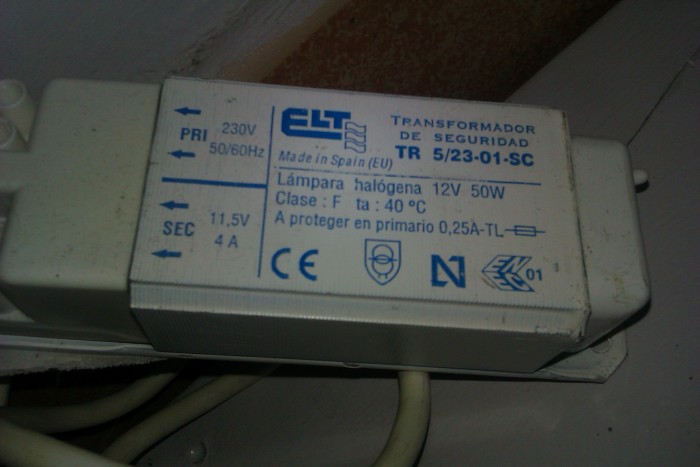 PRI 230V
50/60Hz
SEC 11,5V
4 A
ELT
Made in Spain (EU)
TRANSFORMADOR
DE SEGURIDAD
TR 5/23-01-SC
Lámpara halógena 12V 50W
Clase : F ta : 40 ºC
A proteger en primario 0,25A-TL
CE
N
ENEC 01